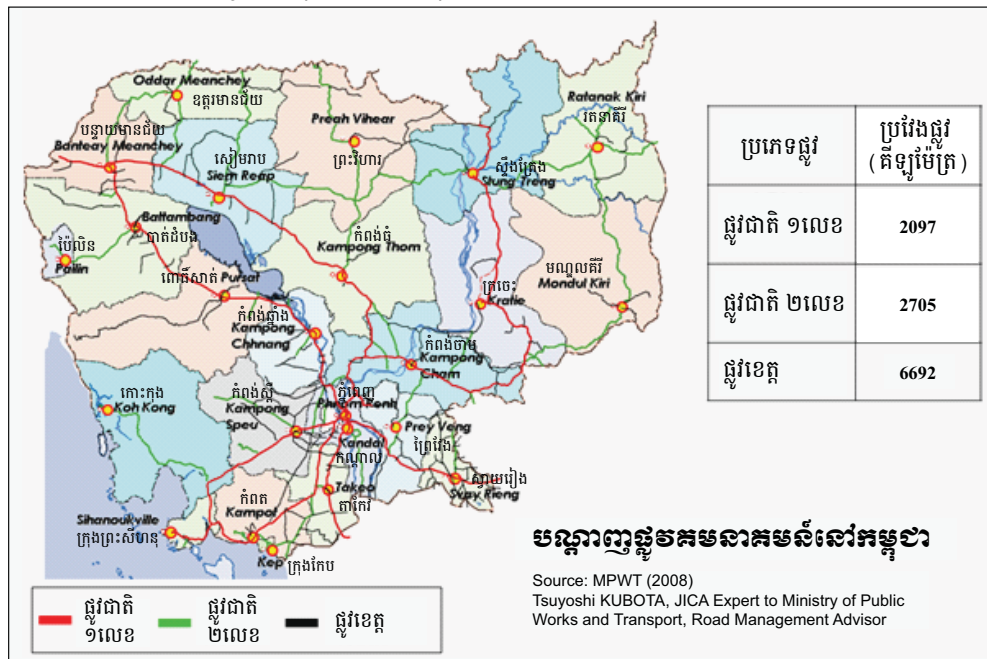 Oddar Meanchey
ឧត្តរមានជ័យ
បន្ទាយមានជ័យ
Banteay Meanchey
សៀមរាប
Siem Reap
Preah Vihear
ព្រះវិហារ
Ratanak Kiri
រតនាគីរី
ស្ទឹងត្រែង
Stung Treng
Battambang
បាត់ដំបង
ប៉ៃលិន
Pailin
កំពង់ធំ
Kampong Thom
មណ្ឌលគីរី
Mondul Kiri
ពោធិ៍សាត់ Pursat
ក្រចេះ
Kratie
កំពង់ឆ្នាំង
Kampong
Chhnang
កំពង់ចាម
Kampong
Cham
កោះកុង
Koh Kong
កំពង់ស្ពឺ
Kampong
Speu
ភ្នំពេញ
Phnom Penh
Kandal
កណ្តាល
Prey Veng
ព្រៃវែង
ស្វាយរៀង
Svay Rieng
Takeo
តាកែវ
កំពត
Kampot
Sihanoukville
ក្រុងព្រះសីហនុ
Kep
ក្រុងកែប
ប្រភេទផ្លូវ ប្រវែងផ្លូវ
(គីឡូម៉ែត្រ)
ផ្លូវជាតិ ១លេខ 2097
ផ្លូវជាតិ ២លេខ 2705
ផ្លូវខេត្ត 6692
បណ្តាញផ្លូវគមនាគមន៍នៅកម្ពុជា
Source: MPWT (2008)
Tsuyoshi KUBOTA, JICA Expert to Ministry of Public
Works and Transport, Road Management Advisor
ផ្លូវជាតិ
១លេខ
ផ្លូវជាតិ
២លេខ
ផ្លូវខេត្ត